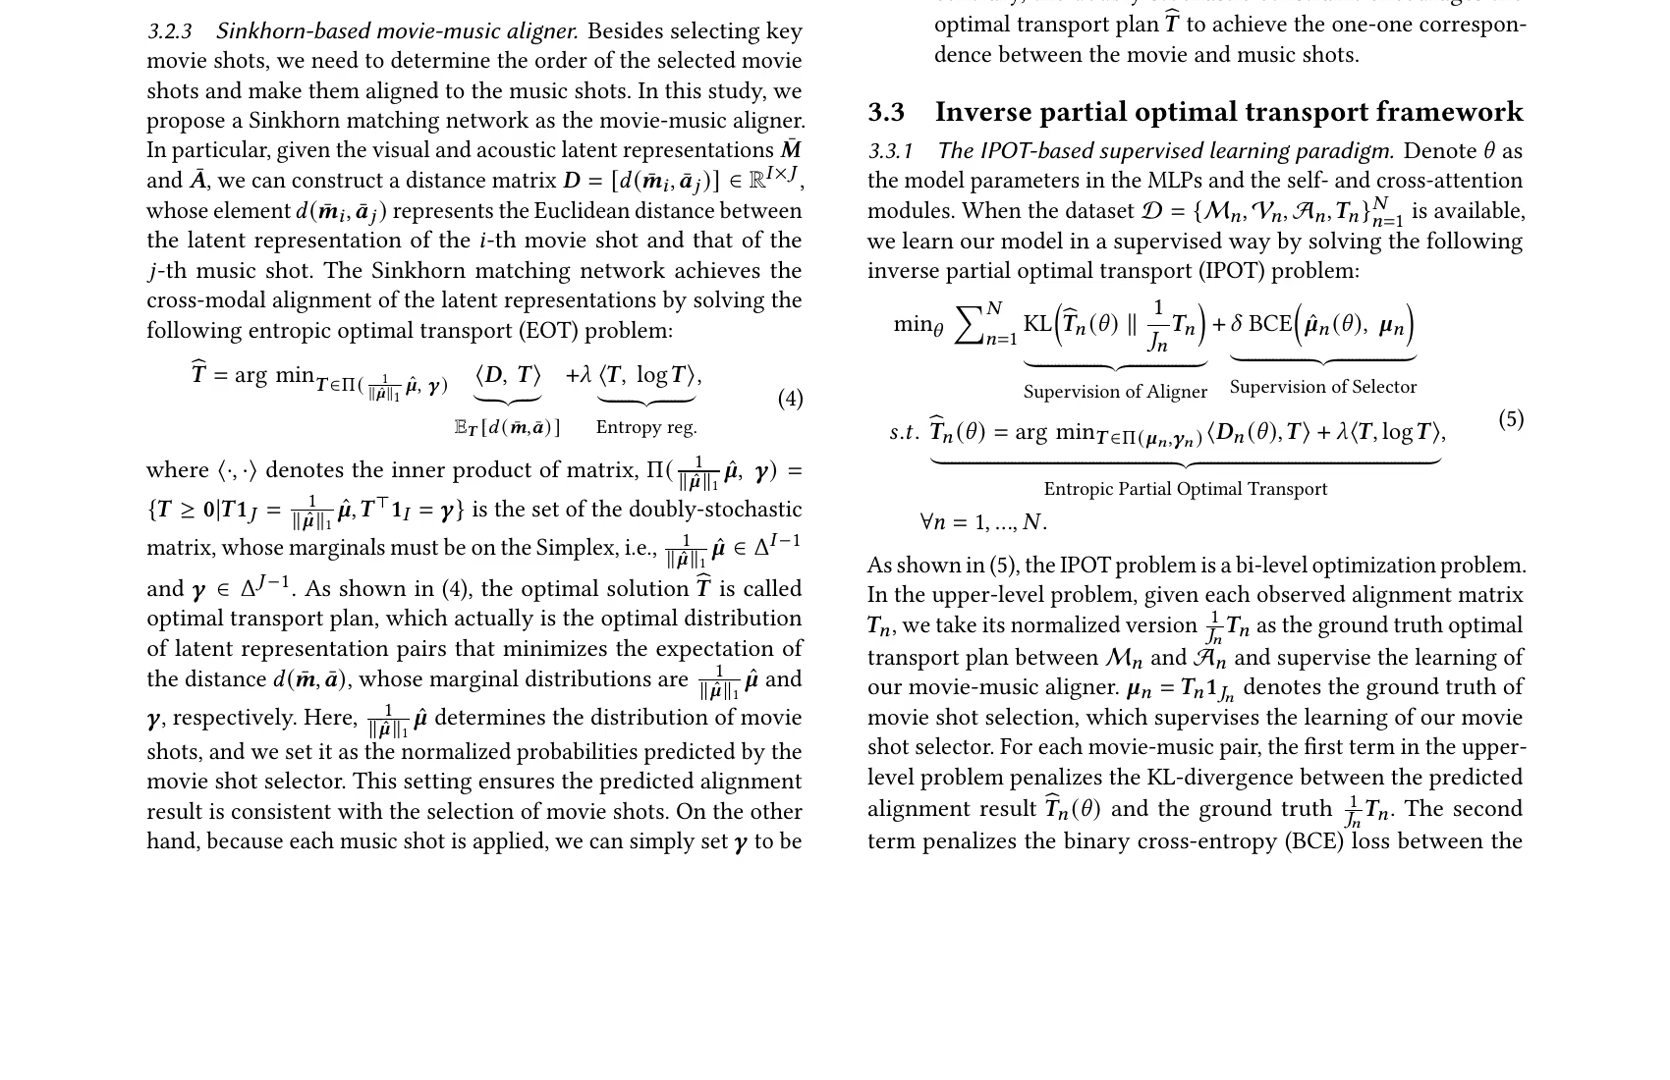 3.2.3 Sinkhorn-based movie-music aligner. Besides selecting key
movie shots, we need to determine the order of the selected movie
shots and make them aligned to the music shots. In this study, we
propose a Sinkhorn matching network as the movie-music aligner.
In particular, given the visual and acoustic latent representations M̄
and Ā, we can construct a distance matrix D = [d(m̄_i, ā_j)] ∈ ℝ^{I×J},
whose element d(m̄_i, ā_j) represents the Euclidean distance between
the latent representation of the i-th movie shot and that of the
j-th music shot. The Sinkhorn matching network achieves the
cross-modal alignment of the latent representations by solving the
following entropic optimal transport (EOT) problem:
T̂ = arg min_{T∈Π(\frac{1}{‖μ̂‖_1} μ̂, γ)} ⟨D, T⟩ +λ ⟨T, log T⟩,
(4)
𝔼_T[d(m̄,ā)] Entropy reg.
where ⟨·, ·⟩ denotes the inner product of matrix, Π(\frac{1}{‖μ̂‖_1} μ̂, γ) =
{T ≥ 0|T1_J = \frac{1}{‖μ̂‖_1} μ̂, T^⊤1_I = γ} is the set of the doubly-stochastic
matrix, whose marginals must be on the Simplex, i.e., \frac{1}{‖μ̂‖_1} μ̂ ∈ Δ^{I−1}
and γ ∈ Δ^{J−1}. As shown in (4), the optimal solution T̂ is called
optimal transport plan, which actually is the optimal distribution
of latent representation pairs that minimizes the expectation of
the distance d(m̄, ā), whose marginal distributions are \frac{1}{‖μ̂‖_1} μ̂ and
γ, respectively. Here, \frac{1}{‖μ̂‖_1} μ̂ determines the distribution of movie
shots, and we set it as the normalized probabilities predicted by the
movie shot selector. This setting ensures the predicted alignment
result is consistent with the selection of movie shots. On the other
hand, because each music shot is applied, we can simply set γ to be
optimal transport plan T̂ to achieve the one-one correspon-
dence between the movie and music shots.
3.3 Inverse partial optimal transport framework
3.3.1 The IPOT-based supervised learning paradigm. Denote θ as
the model parameters in the MLPs and the self- and cross-attention
modules. When the dataset 𝒟 = {ℳ_n, 𝒱_n, 𝒜_n, T_n}_{n=1}^N is available,
we learn our model in a supervised way by solving the following
inverse partial optimal transport (IPOT) problem:
min_θ ∑_{n=1}^N KL(T̂_n(θ) ‖ \frac{1}{J_n} T_n) + δ BCE(μ̂_n(θ), μ_n)
Supervision of Aligner Supervision of Selector
(5)
s.t. T̂_n(θ) = arg min_{T∈Π(μ_n,γ_n)} ⟨D_n(θ), T⟩ + λ⟨T, log T⟩,
Entropic Partial Optimal Transport
∀n = 1, ..., N.
As shown in (5), the IPOT problem is a bi-level optimization problem.
In the upper-level problem, given each observed alignment matrix
T_n, we take its normalized version \frac{1}{J_n} T_n as the ground truth optimal
transport plan between ℳ_n and 𝒜_n and supervise the learning of
our movie-music aligner. μ_n = T_n 1_{J_n} denotes the ground truth of
movie shot selection, which supervises the learning of our movie
shot selector. For each movie-music pair, the first term in the upper-
level problem penalizes the KL-divergence between the predicted
alignment result T̂_n(θ) and the ground truth \frac{1}{J_n} T_n. The second
term penalizes the binary cross-entropy (BCE) loss between the